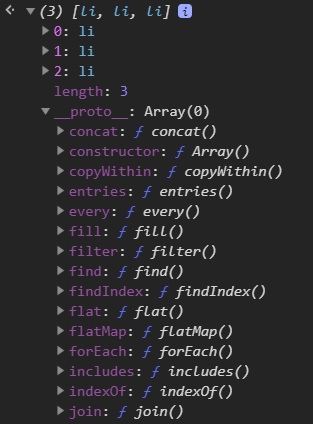 (3) [li, li, li] i
0: li
1: li
2: li
length: 3
__proto__: Array(0)
concat: ƒ concat()
constructor: ƒ Array()
copyWithin: ƒ copyWithin()
entries: ƒ entries()
every: ƒ every()
fill: ƒ fill()
filter: ƒ filter()
find: ƒ find()
findIndex: ƒ findIndex()
flat: ƒ flat()
flatMap: ƒ flatMap()
forEach: ƒ forEach()
includes: ƒ includes()
indexOf: ƒ indexOf()
join: ƒ join()